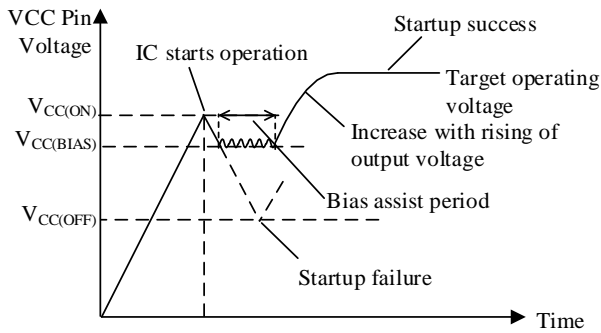 VCC Pin
Voltage
Startup success
IC starts operation
Target operating
voltage
VCC(ON)
Increase with rising of
output voltage
VCC(BIAS)
Bias assist period
VCC(OFF)
Startup failure
Time